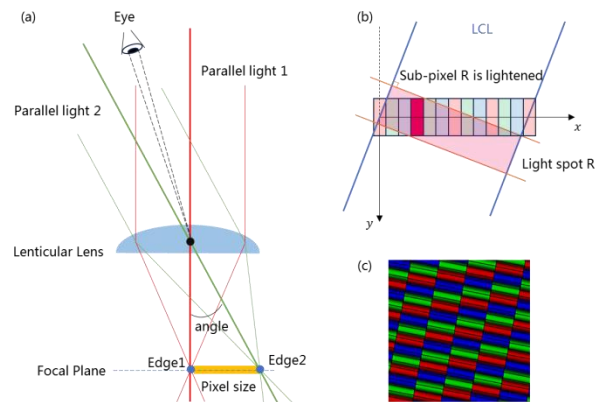 (a)
Eye
Parallel light 1
Parallel light 2
Lenticular Lens
angle
Edge1
Edge2
Focal Plane
Pixel size
(b)
LCL
Sub-pixel R is lightened
x
Light spot R
y
(c)